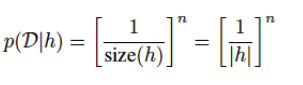 p(𝒟|h) = [1 / size(h)]ⁿ = [1 / |h|]ⁿ